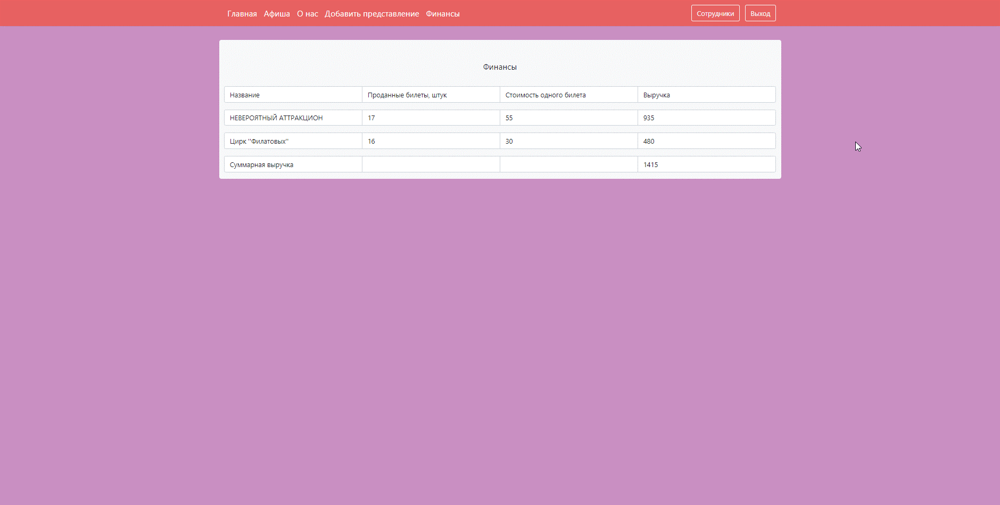 Главная Афиша О нас Добавить представление Финансы Сотрудники Выход
Финансы
Название Проданные билеты, штук Стоимость одного билета Выручка
НЕВЕРОЯТНЫЙ АТТРАКЦИОН 17 55 935
Цирк "Филатовых" 16 30 480
Суммарная выручка 1415